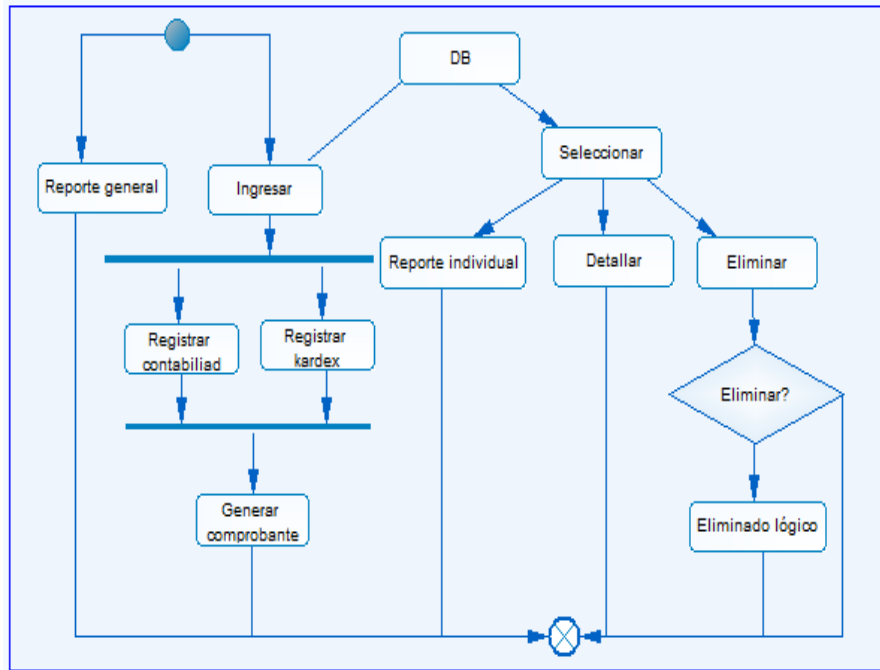 DB
Seleccionar
Reporte general
Ingresar
Reporte individual
Detallar
Eliminar
Registrar
contabiliad
Registrar
kardex
Eliminar?
Generar
comprobante
Eliminado lógico